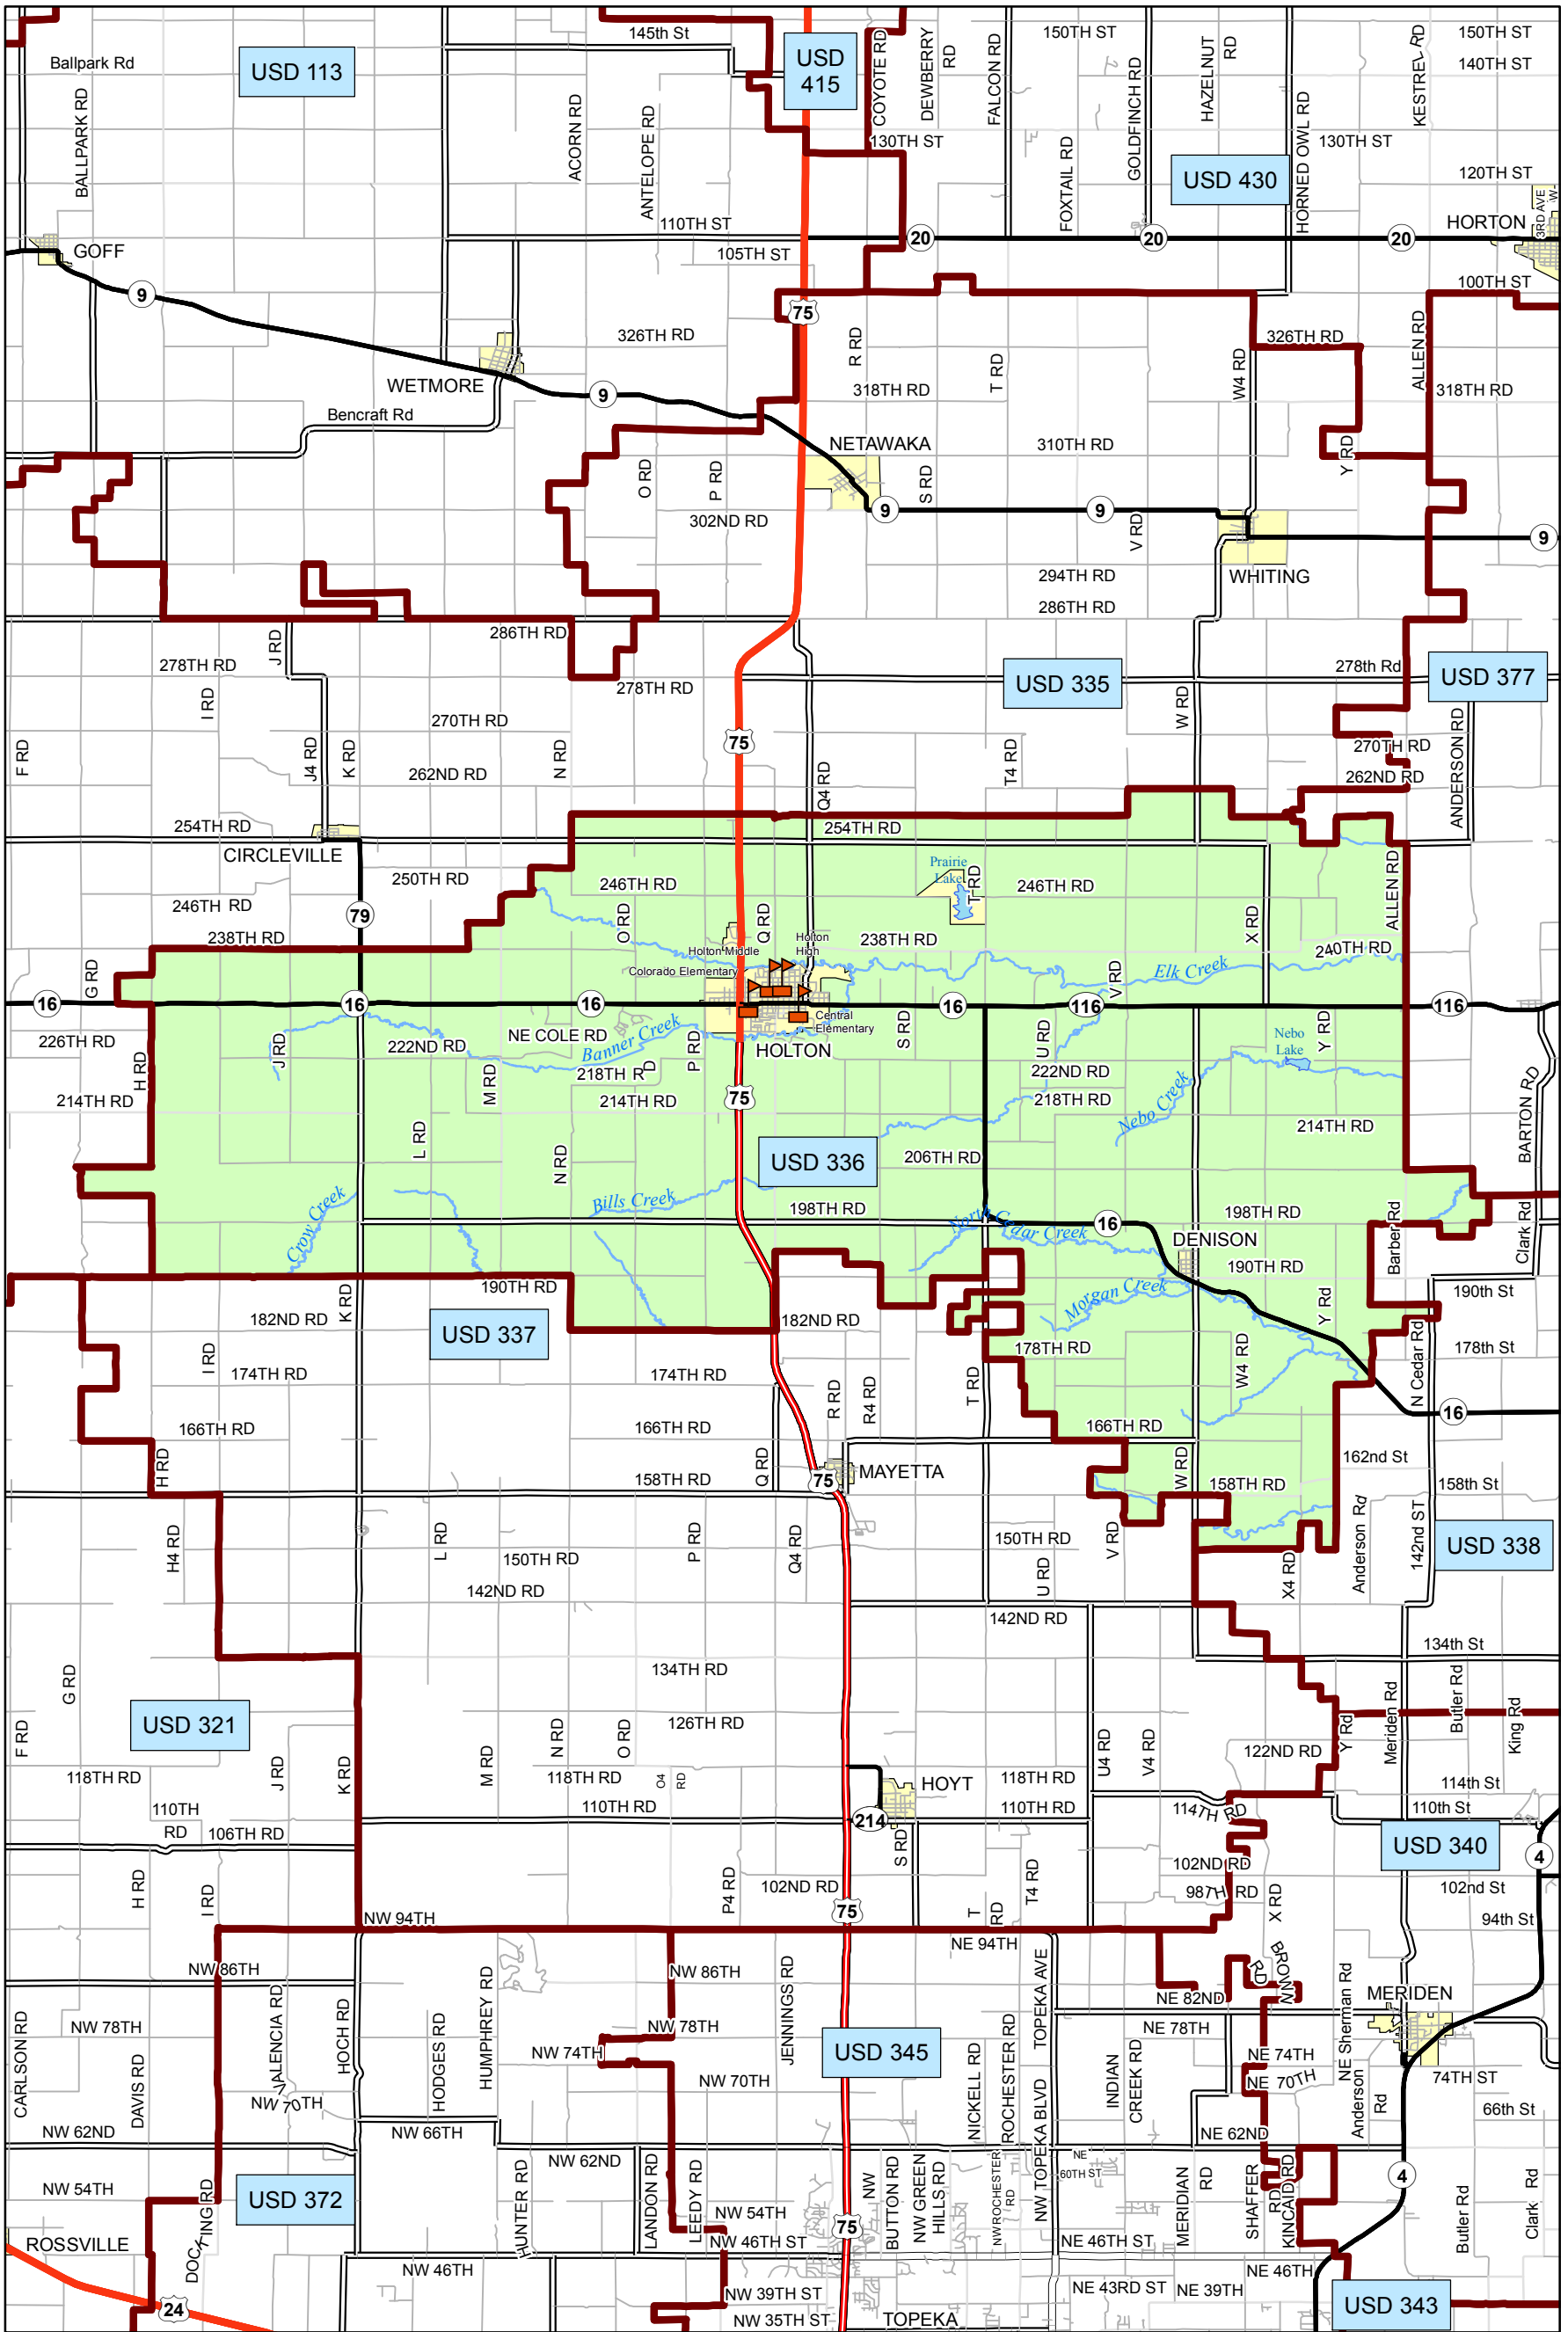 145th St
Ballpark Rd
USD 113
USD
415
COYOTE RD
DEWBERRY
RD
FALCON RD
150TH ST
GOLDFINCH RD
HAZELNUT
RD
HORNED OWL RD
KESTREL RD
150TH ST
140TH ST
BALLPARK RD
ACORN RD
ANTELOPE RD
130TH ST
FOXTAIL RD
130TH ST
USD 430
120TH ST
3RD AVE
W
HORTON
110TH ST
105TH ST
20
20
20
GOFF
9
100TH ST
75
326TH RD
R RD
T RD
W4 RD
326TH RD
ALLEN RD
WETMORE
9
318TH RD
318TH RD
Bencraft Rd
NETAWAKA
310TH RD
Y RD
O RD
P RD
S RD
302ND RD
9
9
V RD
9
294TH RD
WHITING
286TH RD
286TH RD
J RD
278TH RD
278TH RD
USD 335
278th Rd
USD 377
I RD
W RD
270TH RD
F RD
J4 RD
K RD
262ND RD
N RD
75
Q4 RD
T4 RD
270TH RD
262ND RD
ANDERSON RD
254TH RD
CIRCLEVILLE
254TH RD
250TH RD
246TH RD
246TH RD
Prairie
Lake
T RD
246TH RD
ALLEN RD
79
O RD
Q RD
X RD
238TH RD
Holton Middle
Holton
High
238TH RD
240TH RD
G RD
Colorado Elementary
V RD
Elk Creek
16
16
16
16
116
116
Central
Elementary
226TH RD
H RD
J RD
222ND RD
NE COLE RD
Banner Creek
P RD
HOLTON
S RD
U RD
Nebo
Lake
Y RD
M RD
218TH R
D
222ND RD
BARTON RD
214TH RD
214TH RD
75
218TH RD
Nebo Creek
214TH RD
L RD
N RD
USD 336
206TH RD
Crow Creek
Bills Creek
198TH RD
North Cedar Creek
16
198TH RD
DENISON
Barber Rd
Clark Rd
190TH RD
190TH RD
190th St
K RD
Morgan Creek
182ND RD
USD 337
182ND RD
Y Rd
I RD
178TH RD
W4 RD
N Cedar Rd
178th St
174TH RD
174TH RD
R RD
R4 RD
T RD
166TH RD
166TH RD
166TH RD
16
H RD
158TH RD
Q RD
75
MAYETTA
W RD
158TH RD
162nd St
158th St
H4 RD
L RD
150TH RD
P RD
Q4 RD
150TH RD
V RD
Anderson Rd
142nd ST
USD 338
142ND RD
U RD
X4 RD
142ND RD
134th St
G RD
134TH RD
USD 321
126TH RD
Meriden Rd
Butler Rd
King Rd
F RD
J RD
K RD
M RD
N RD
O RD
U4 RD
V4 RD
Y Rd
122ND RD
118TH RD
118TH RD
O4
RD
HOYT
118TH RD
114th St
110TH
RD
106TH RD
110TH RD
214
110TH RD
114TH RD
110th St
S RD
USD 340
4
H RD
I RD
P4 RD
102ND RD
T4 RD
102ND RD
98TH RD
102nd St
NW 94TH
75
T
RD
X RD
94th St
NW 86TH
NW 86TH
NE 94TH
BROWN
RD
CARLSON RD
VALENCIA RD
HOCH RD
HUMPHREY RD
JENNINGS RD
TOPEKA AVE
NE 82ND
NE Sherman Rd
MERIDEN
NW 78TH
HODGES RD
NW 78TH
NE 78TH
DAVIS RD
NW 74TH
USD 345
NICKELL RD
ROCHESTER RD
INDIAN
CREEK RD
NE 74TH
NW 70TH
NW 70TH
NE 70TH
Anderson
Rd
74TH ST
66th St
NW 62ND
NW 66TH
NW TOPEKA BLVD
NE 62ND
NW 62ND
NE
60TH ST
NW 54TH
USD 372
HUNTER RD
LANDON RD
LEEDY RD
NW 54TH
NW
BUTTON RD
NW GREEN
HILLS RD
NW ROCHESTER
RD
MERIDIAN
RD
SHAFFER
RD
KINCAID RD
4
Butler Rd
Clark Rd
ROSSVILLE
DOCKING RD
75
NW 46TH ST
NE 46TH ST
NW 46TH
NE 46TH
24
NW 39TH ST
NE 43RD ST
NE 39TH
USD 343
NW 35TH ST
TOPEKA